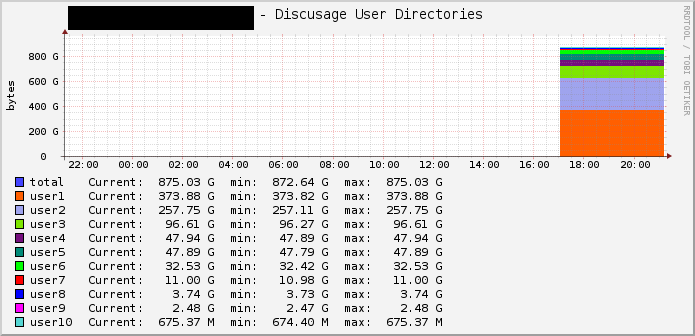 - Discusage User Directories
RRDTOOL / TOBI OETIKER
bytes
800 G
600 G
400 G
200 G
0
22:00 00:00 02:00 04:00 06:00 08:00 10:00 12:00 14:00 16:00 18:00 20:00
total Current: 875.03 G min: 872.64 G max: 875.03 G
user1 Current: 373.88 G min: 373.82 G max: 373.88 G
user2 Current: 257.75 G min: 257.11 G max: 257.75 G
user3 Current: 96.61 G min: 96.27 G max: 96.61 G
user4 Current: 47.94 G min: 47.89 G max: 47.94 G
user5 Current: 47.89 G min: 47.79 G max: 47.89 G
user6 Current: 32.53 G min: 32.42 G max: 32.53 G
user7 Current: 11.00 G min: 10.98 G max: 11.00 G
user8 Current: 3.74 G min: 3.73 G max: 3.74 G
user9 Current: 2.48 G min: 2.47 G max: 2.48 G
user10 Current: 675.37 M min: 674.40 M max: 675.37 M